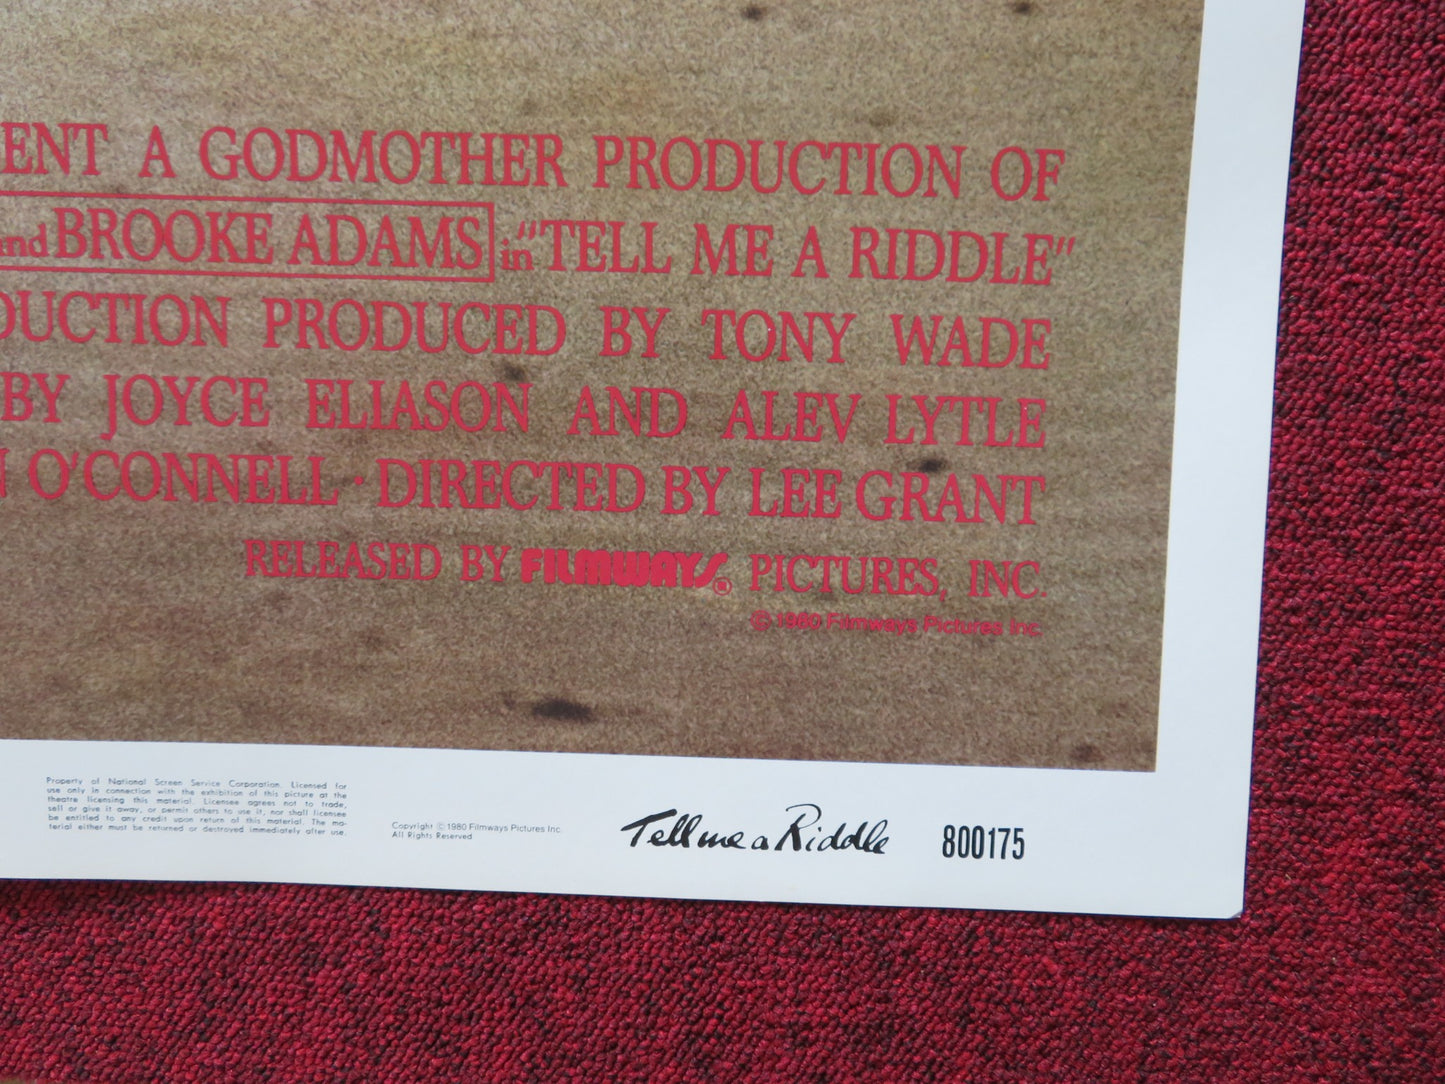 ENT A GODMOTHER PRODUCTION OF
and BROOKE ADAMS in "TELL ME A RIDDLE"
DUCTION PRODUCED BY TONY WADE
BY JOYCE ELIASON AND ALEV LYTLE
N O'CONNELL · DIRECTED BY LEE GRANT
RELEASED BY FILMWAYS® PICTURES, INC.
© 1980 Filmways Pictures Inc.
Property of National Screen Service Corporation. Licensed for
use only in connection with the exhibition of this picture at the
theatre licensing this material. Licensee agrees not to trade,
sell or give it away, or permit others to use it, nor shall licensee
be entitled to any credit upon return of this material. The ma-
terial either must be returned or destroyed immediately after use.
Copyright © 1980 Filmways Pictures Inc.
All Rights Reserved
Tell me a Riddle 800175